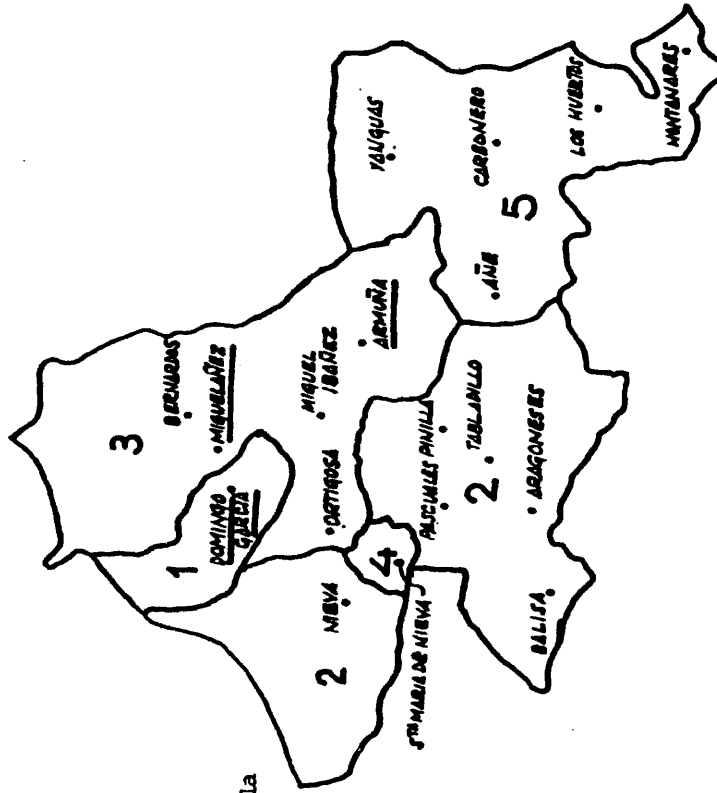 3
BERNARDOS
MIGUELAÑEZ
1
DOMINGO
GARCIA
MIGUEL
IBAÑEZ
ARMUÑA
ORTIGOSA
2
NIEVA
4
STA MARIA DE NIEVA
PASCUALES
PINILLA
2
TABLADILLO
ARAGONESES
BALISA
YANGUAS
CARBONERO
AÑE
5
LOS HUERTOS
MANTANARES
la